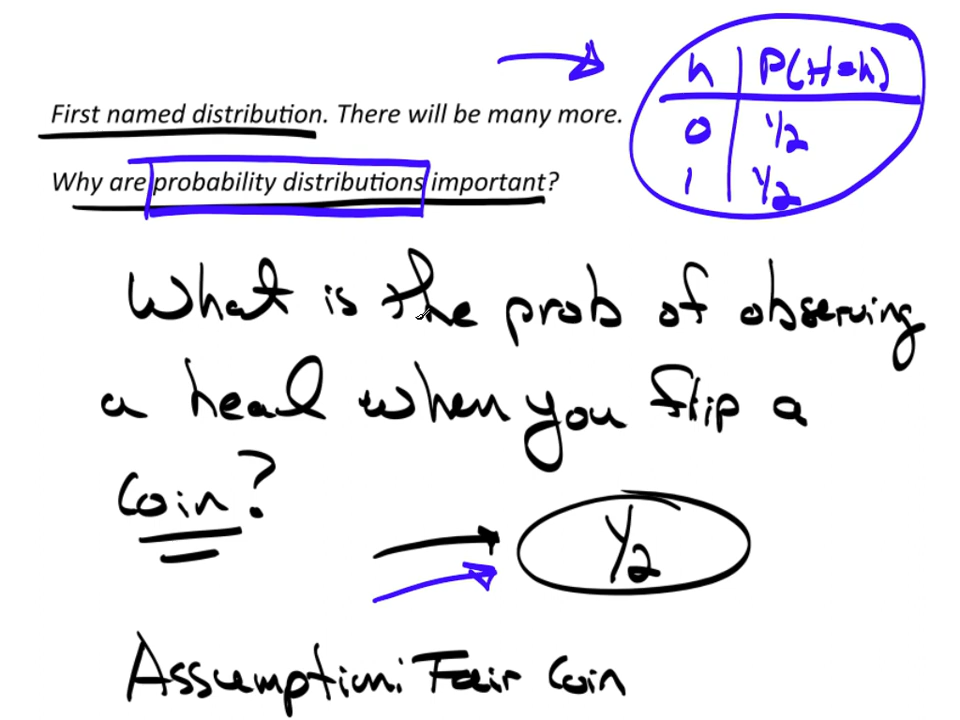 h P(H=h)
First named distribution. There will be many more.
0 1/2
Why are probability distributions important?
1 1/2
What is the prob of observing
a head when you flip a
coin?
1/2
Assumption: Fair Coin